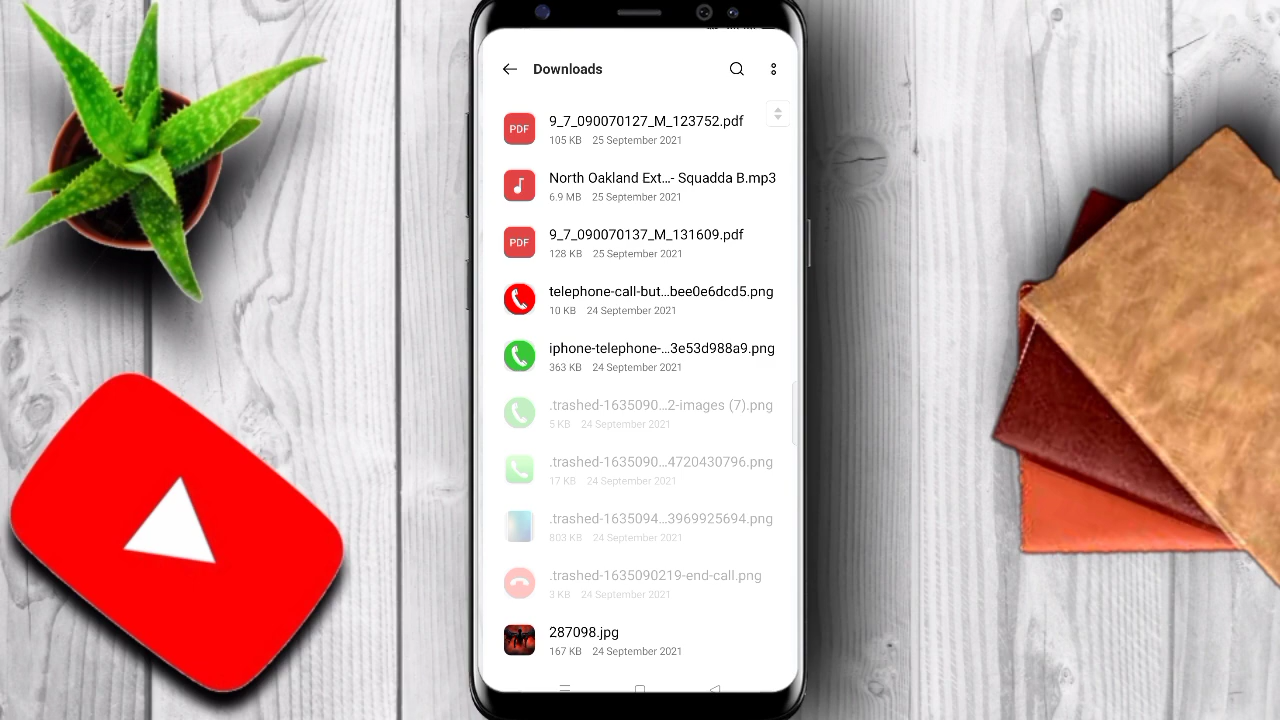 Downloads
PDF
9_7_090070127_M_123752.pdf
105 KB 25 September 2021
North Oakland Ext...- Squadda B.mp3
6.9 MB 25 September 2021
PDF
9_7_090070137_M_131609.pdf
128 KB 25 September 2021
telephone-call-but...bee0e6dcd5.png
10 KB 24 September 2021
iphone-telephone-...3e53d988a9.png
363 KB 24 September 2021
.trashed-1635090...2-images (7).png
5 KB 24 September 2021
.trashed-1635090...4720430796.png
17 KB 24 September 2021
.trashed-1635094...3969925694.png
803 KB 24 September 2021
.trashed-1635090219-end-call.png
3 KB 24 September 2021
287098.jpg
167 KB 24 September 2021